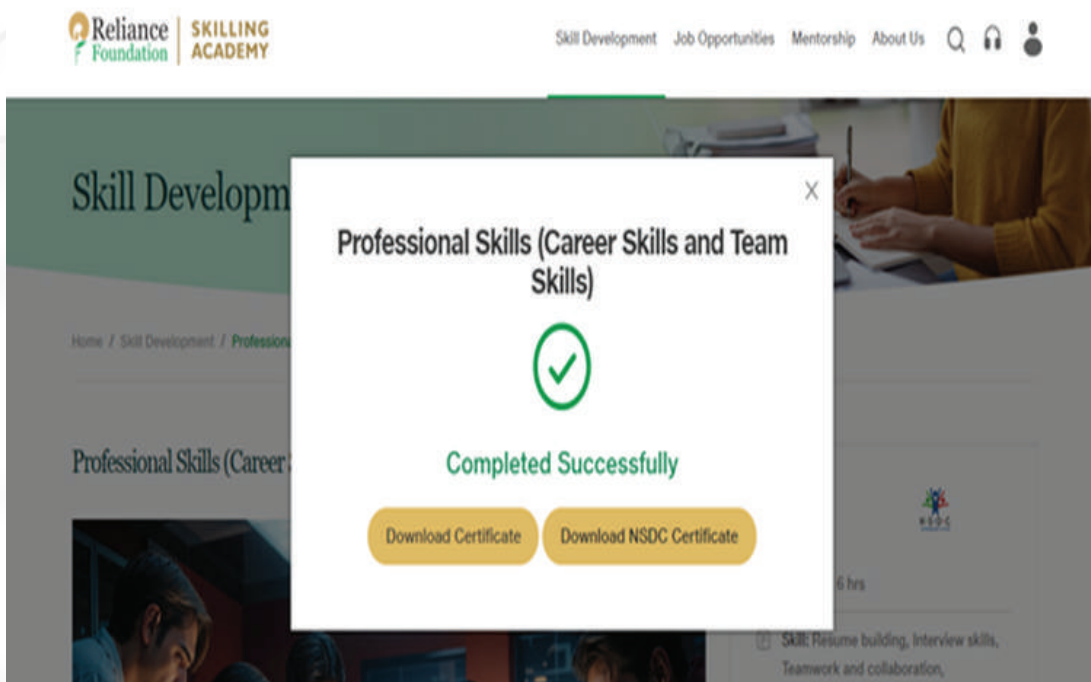 Reliance
Foundation
SKILLING
ACADEMY
Skill Development Job Opportunities Mentorship About Us
Skill Developm
X
Professional Skills (Career Skills and Team
Skills)
Home / Skill Development / Profession
Completed Successfully
Professional Skills (Career
Download Certificate Download NSDC Certificate
NSDC
6 hrs
Skill: Resume building, Interview skills,
Teamwork and collaboration,